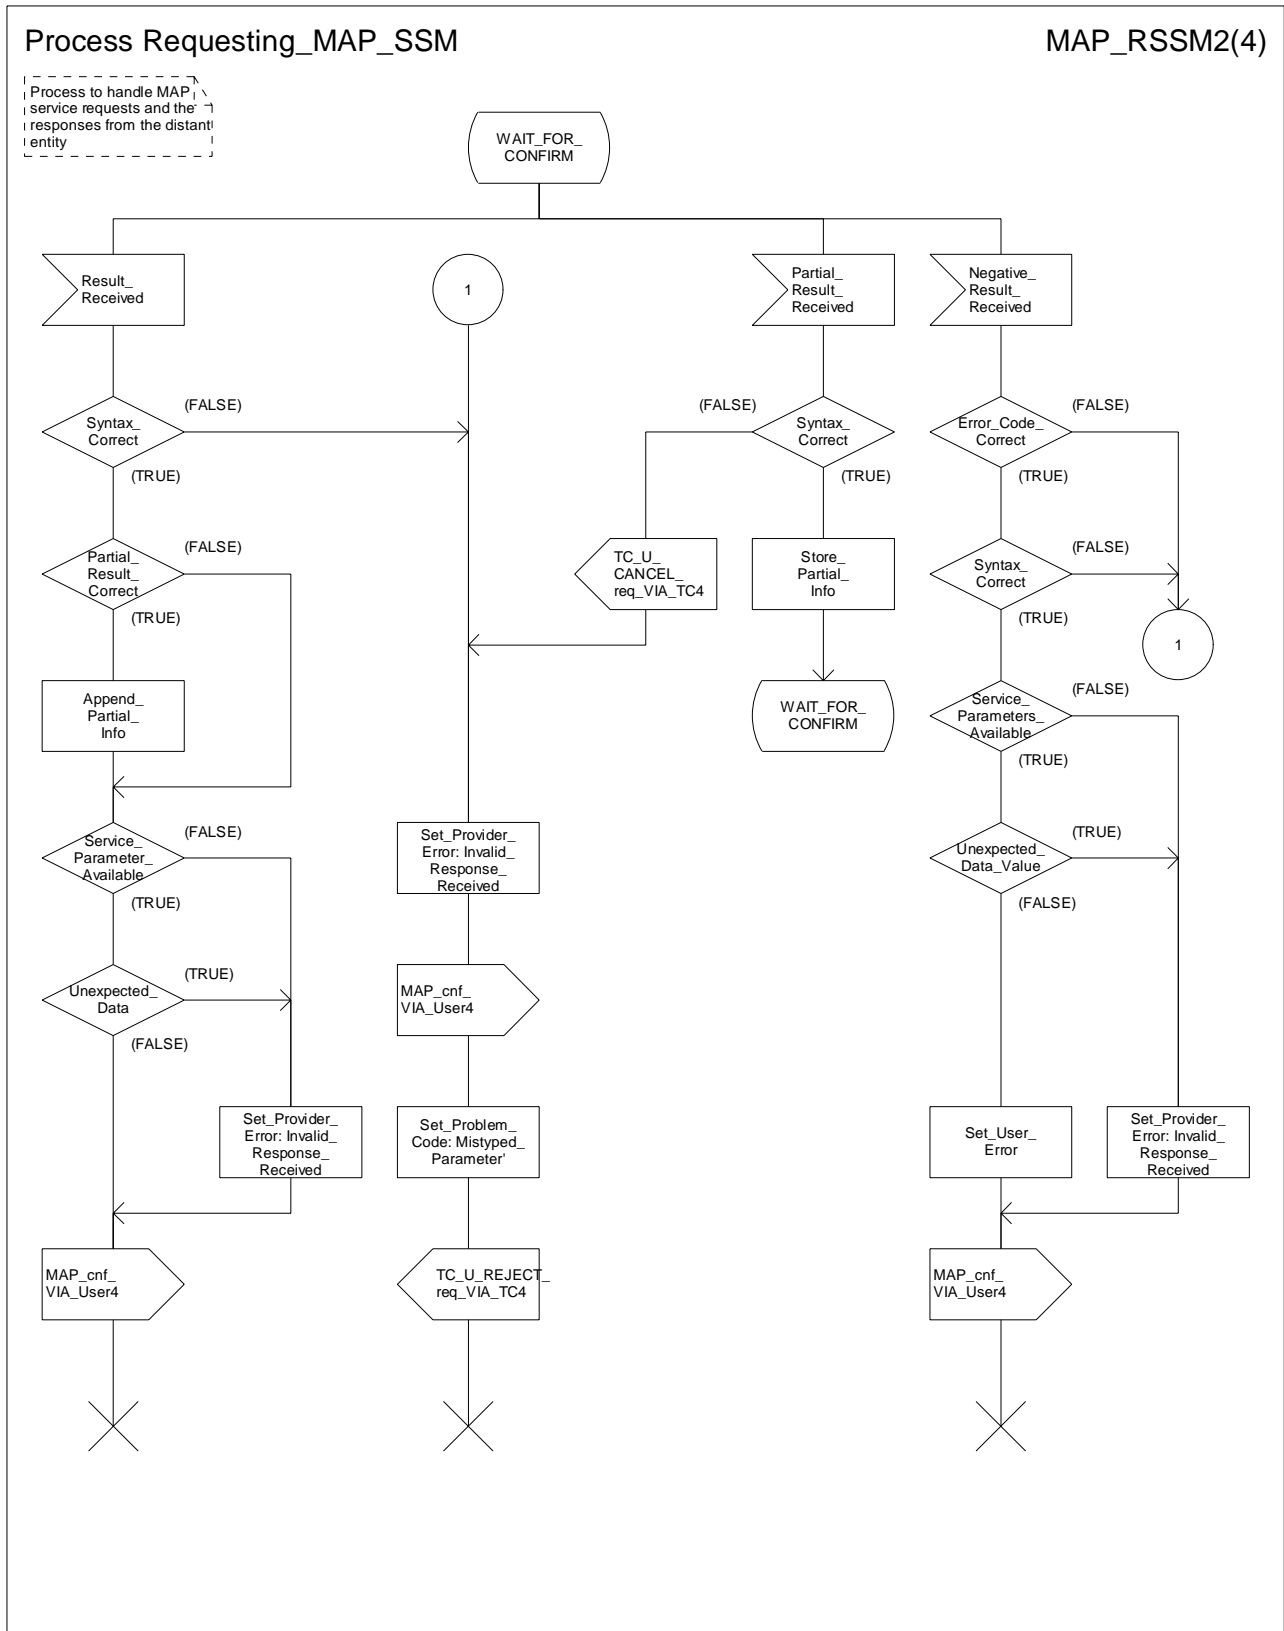 Process Requesting_MAP_SSM
MAP_RSSM2(4)
Process to handle MAP
service requests and the
responses from the distant
entity
WAIT_FOR_
CONFIRM
Result_
Received
1
Partial_
Result_
Received
Negative_
Result_
Received
(FALSE)
Syntax_
Correct
(TRUE)
(FALSE)
Syntax_
Correct
(TRUE)
(FALSE)
Error_Code_
Correct
(TRUE)
(FALSE)
Partial_
Result_
Correct
(TRUE)
TC_U_
CANCEL_
req_VIA_TC4
Store_
Partial_
Info
(FALSE)
Syntax_
Correct
(TRUE)
1
Append_
Partial_
Info
WAIT_FOR_
CONFIRM
(FALSE)
Service_
Parameters_
Available
(TRUE)
(FALSE)
Service_
Parameter_
Available
(TRUE)
Set_Provider_
Error: Invalid_
Response_
Received
(TRUE)
Unexpected_
Data_Value
(FALSE)
(TRUE)
Unexpected_
Data
(FALSE)
MAP_cnf_
VIA_User4
Set_Provider_
Error: Invalid_
Response_
Received
Set_Problem_
Code: Mistyped_
Parameter'
Set_User_
Error
Set_Provider_
Error: Invalid_
Response_
Received
MAP_cnf_
VIA_User4
TC_U_REJECT_
req_VIA_TC4
MAP_cnf_
VIA_User4